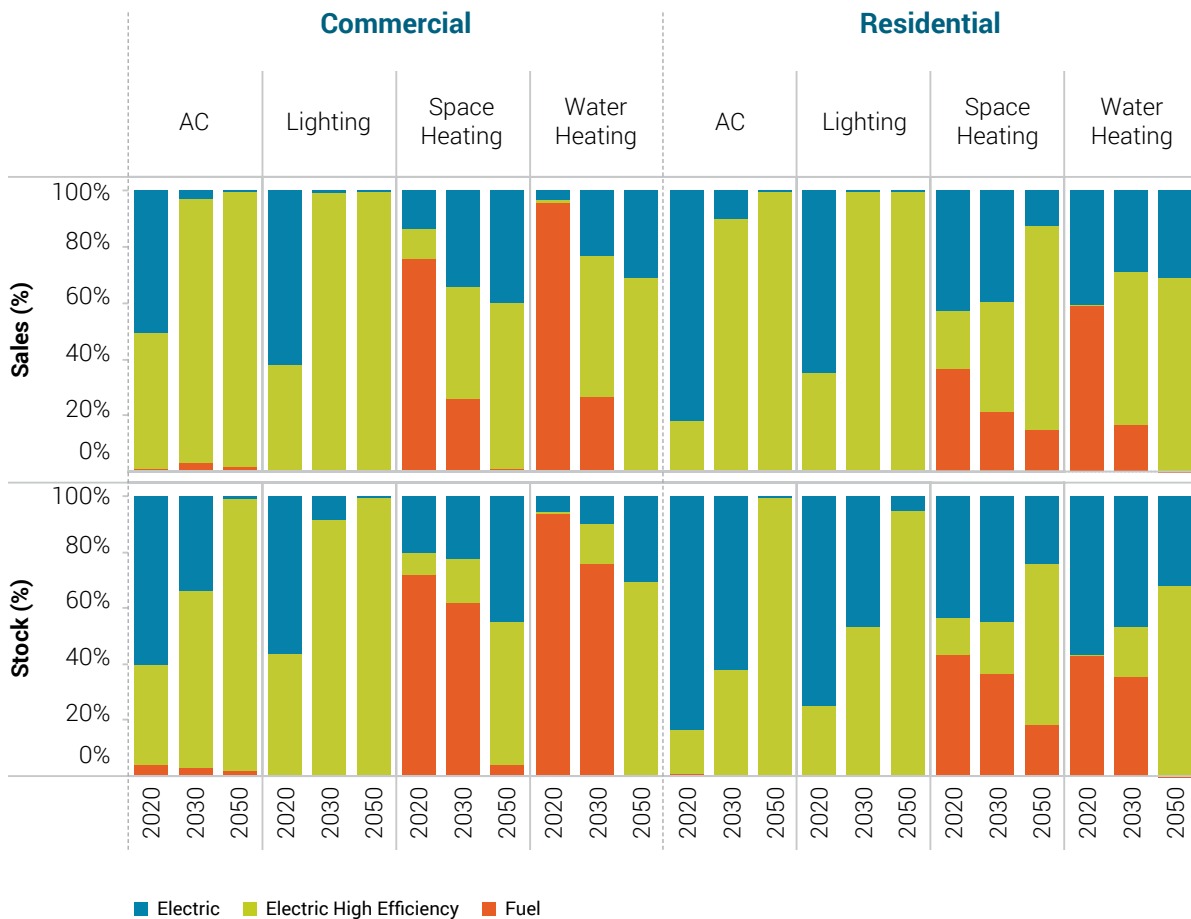 Commercial
Residential
AC
Lighting
Space
Heating
Water
Heating
AC
Lighting
Space
Heating
Water
Heating
Sales (%)
100%
80%
60%
40%
20%
0%
Stock (%)
100%
80%
60%
40%
20%
0%
2020 2030 2050 2020 2030 2050 2020 2030 2050 2020 2030 2050 2020 2030 2050 2020 2030 2050 2020 2030 2050 2020 2030 2050
Electric Electric High Efficiency Fuel